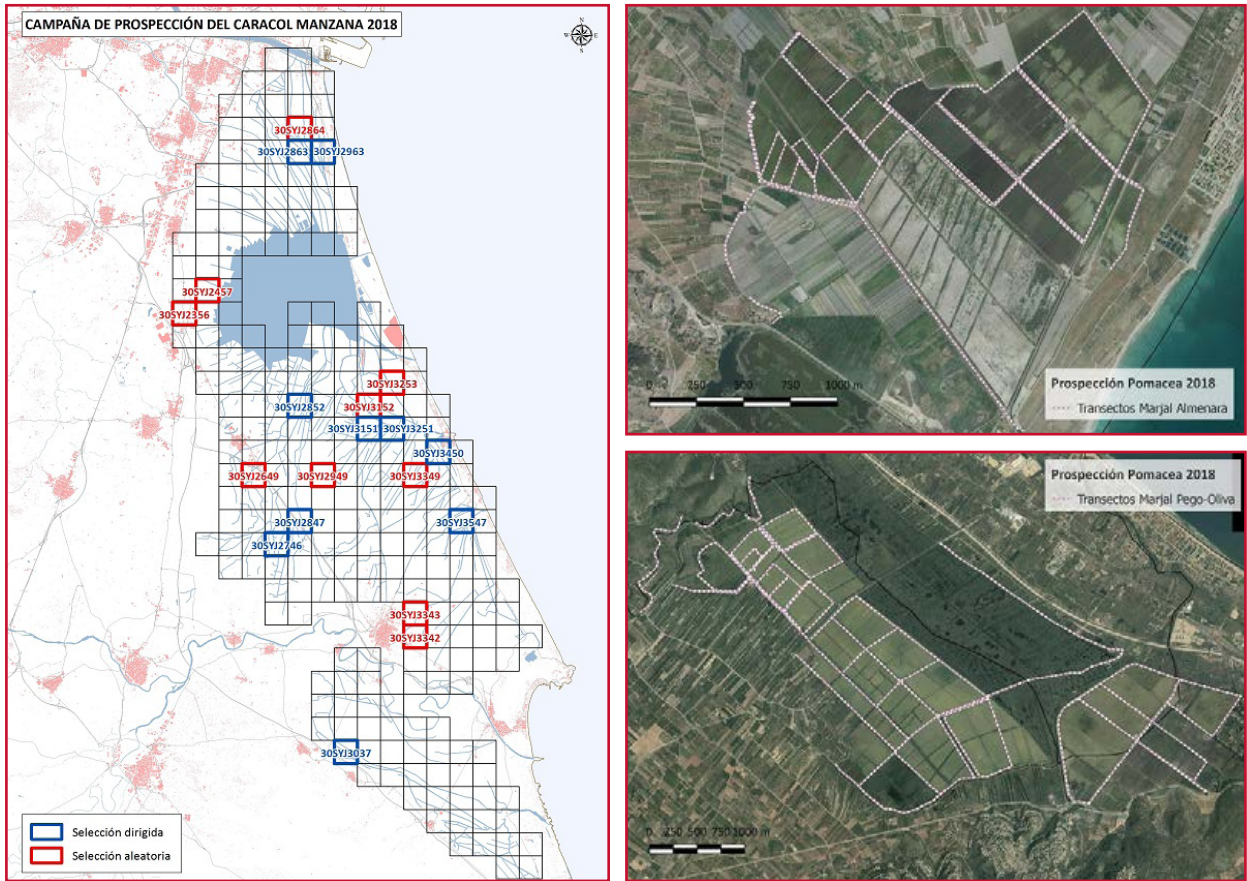 CAMPAÑA DE PROSPECCIÓN DEL CARACOL MANZANA 2018
N
W E
S
30SYJ2864
30SYJ2863 30SYJ2963
30SYJ2457
30SYJ2356
30SYJ3253
30SYJ2852 30SYJ3152
30SYJ3151 30SYJ3251
30SYJ3450
30SYJ2649 30SYJ2949 30SYJ3349
30SYJ2847 30SYJ3547
30SYJ2746
30SYJ3343
30SYJ3342
30SYJ3037
Selección dirigida
Selección aleatoria
0 250 500 750 1000 m
Prospección Pomacea 2018
Transectos Marjal Almenara
Prospección Pomacea 2018
Transectos Marjal Pego-Oliva
0 250 500 750 1000 m